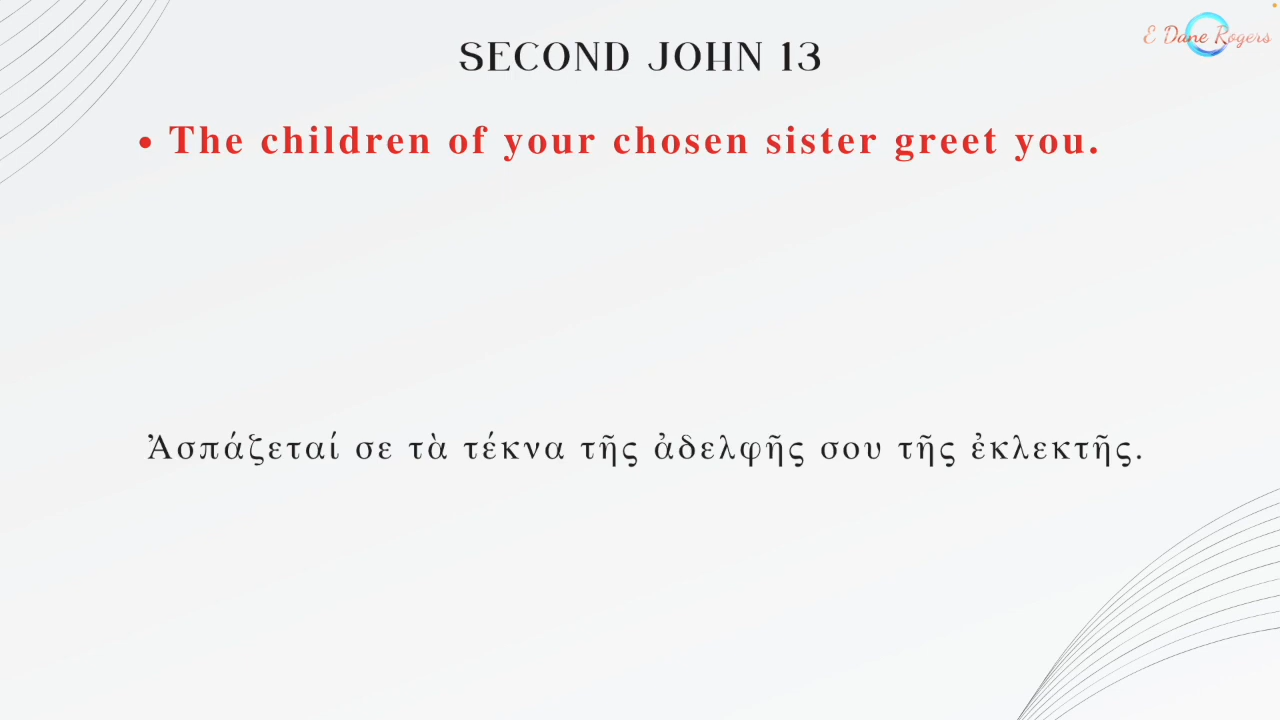 E Dane Rogers
SECOND JOHN 13
• The children of your chosen sister greet you.
Ἀσπάζεταί σε τὰ τέκνα τῆς ἀδελφῆς σου τῆς ἐκλεκτῆς.